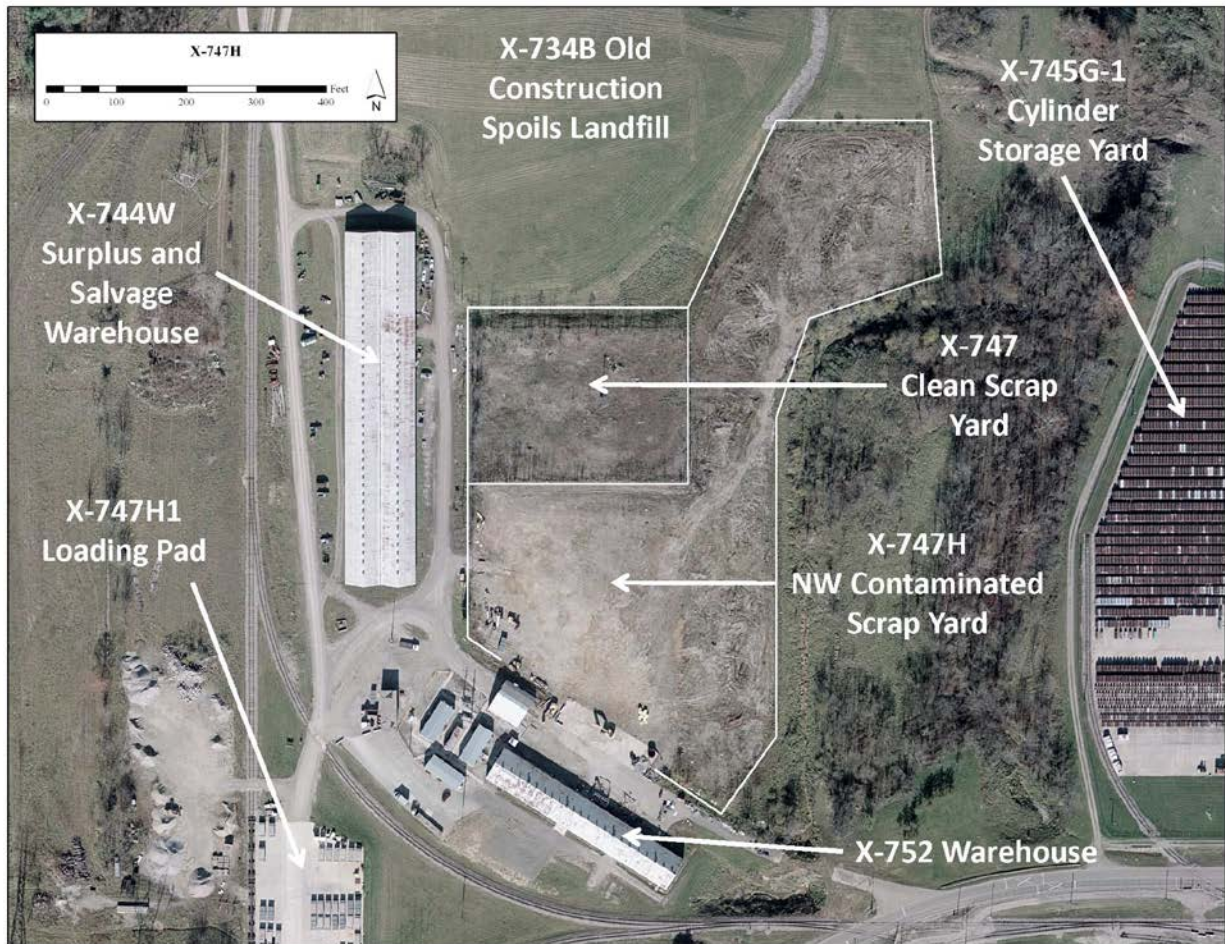 X-747H
Feet
0 100 200 300 400
N
X-734B Old
Construction
Spoils Landfill
X-745G-1
Cylinder
Storage Yard
X-744W
Surplus and
Salvage
Warehouse
X-747
Clean Scrap
Yard
X-747H1
Loading Pad
X-747H
NW Contaminated
Scrap Yard
X-752 Warehouse